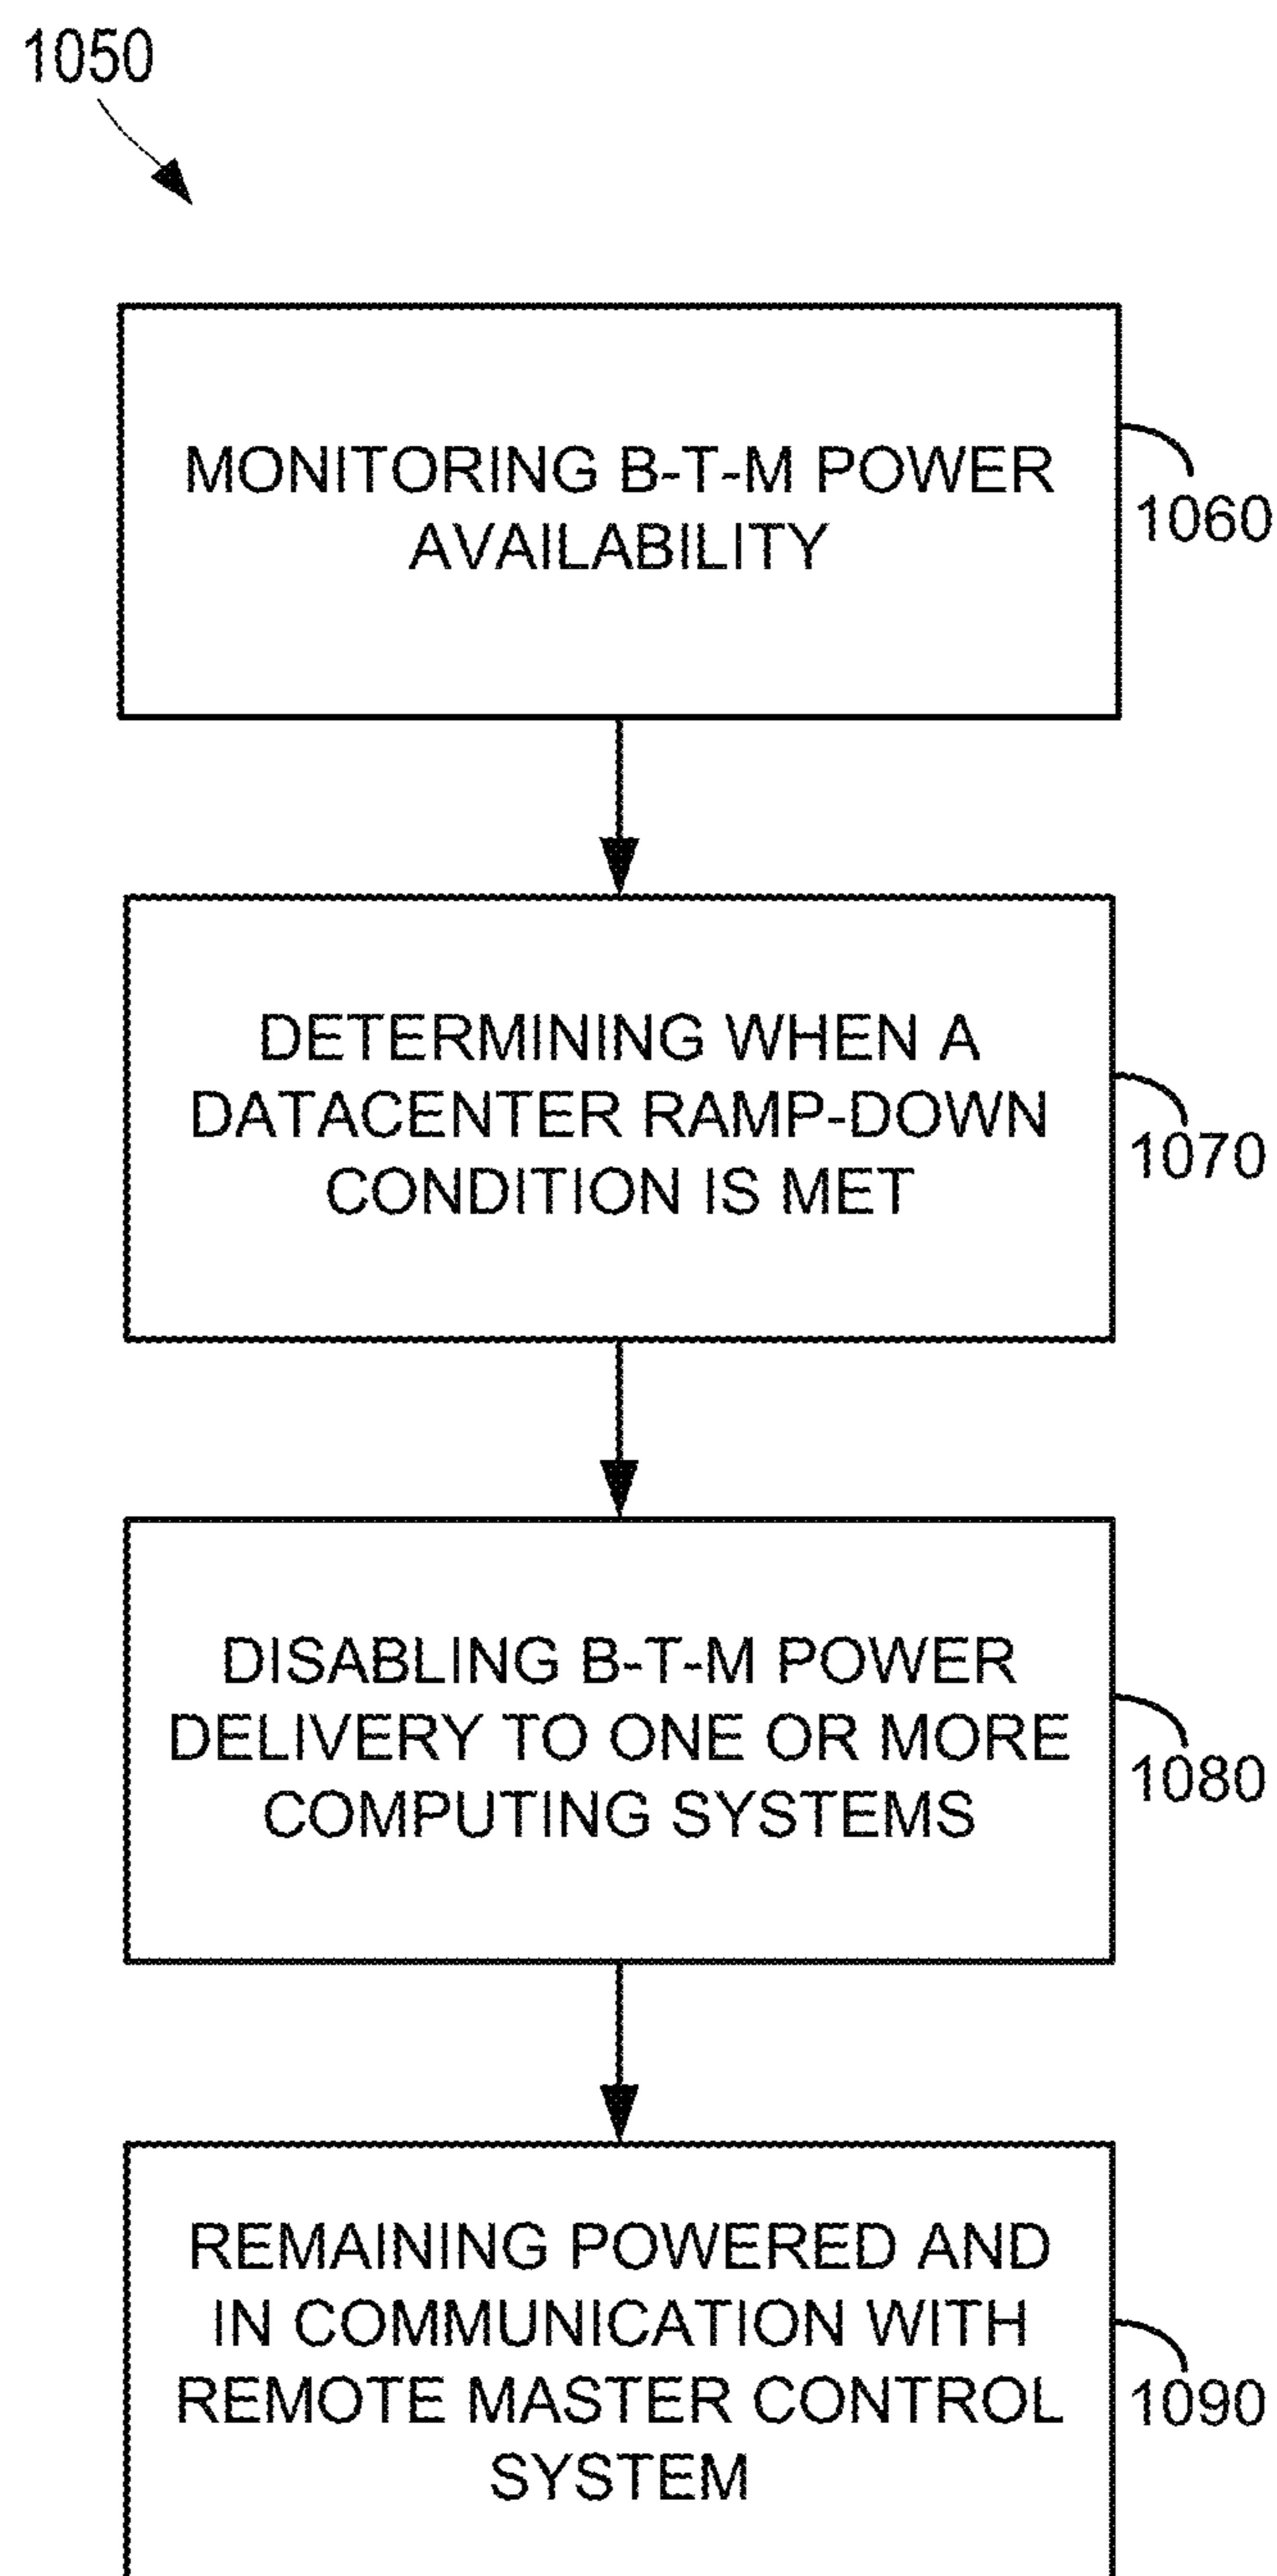 1050
MONITORING B-T-M POWER
AVAILABILITY
1060
DETERMINING WHEN A
DATACENTER RAMP-DOWN
CONDITION IS MET
1070
DISABLING B-T-M POWER
DELIVERY TO ONE OR MORE
COMPUTING SYSTEMS
1080
REMAINING POWERED AND
IN COMMUNICATION WITH
REMOTE MASTER CONTROL
SYSTEM
1090